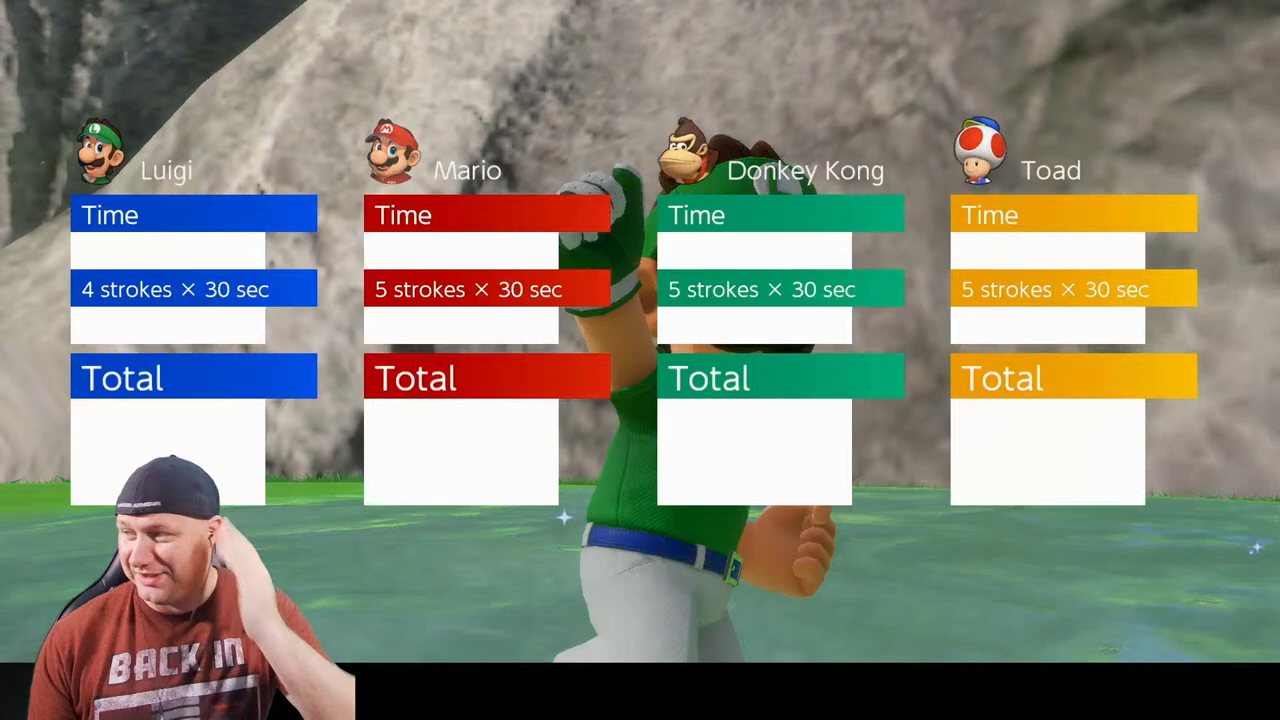 Luigi
Mario
Donkey Kong
Toad
Time
Time
Time
Time
4 strokes × 30 sec
5 strokes × 30 sec
5 strokes × 30 sec
5 strokes × 30 sec
Total
Total
Total
Total
BACK IN